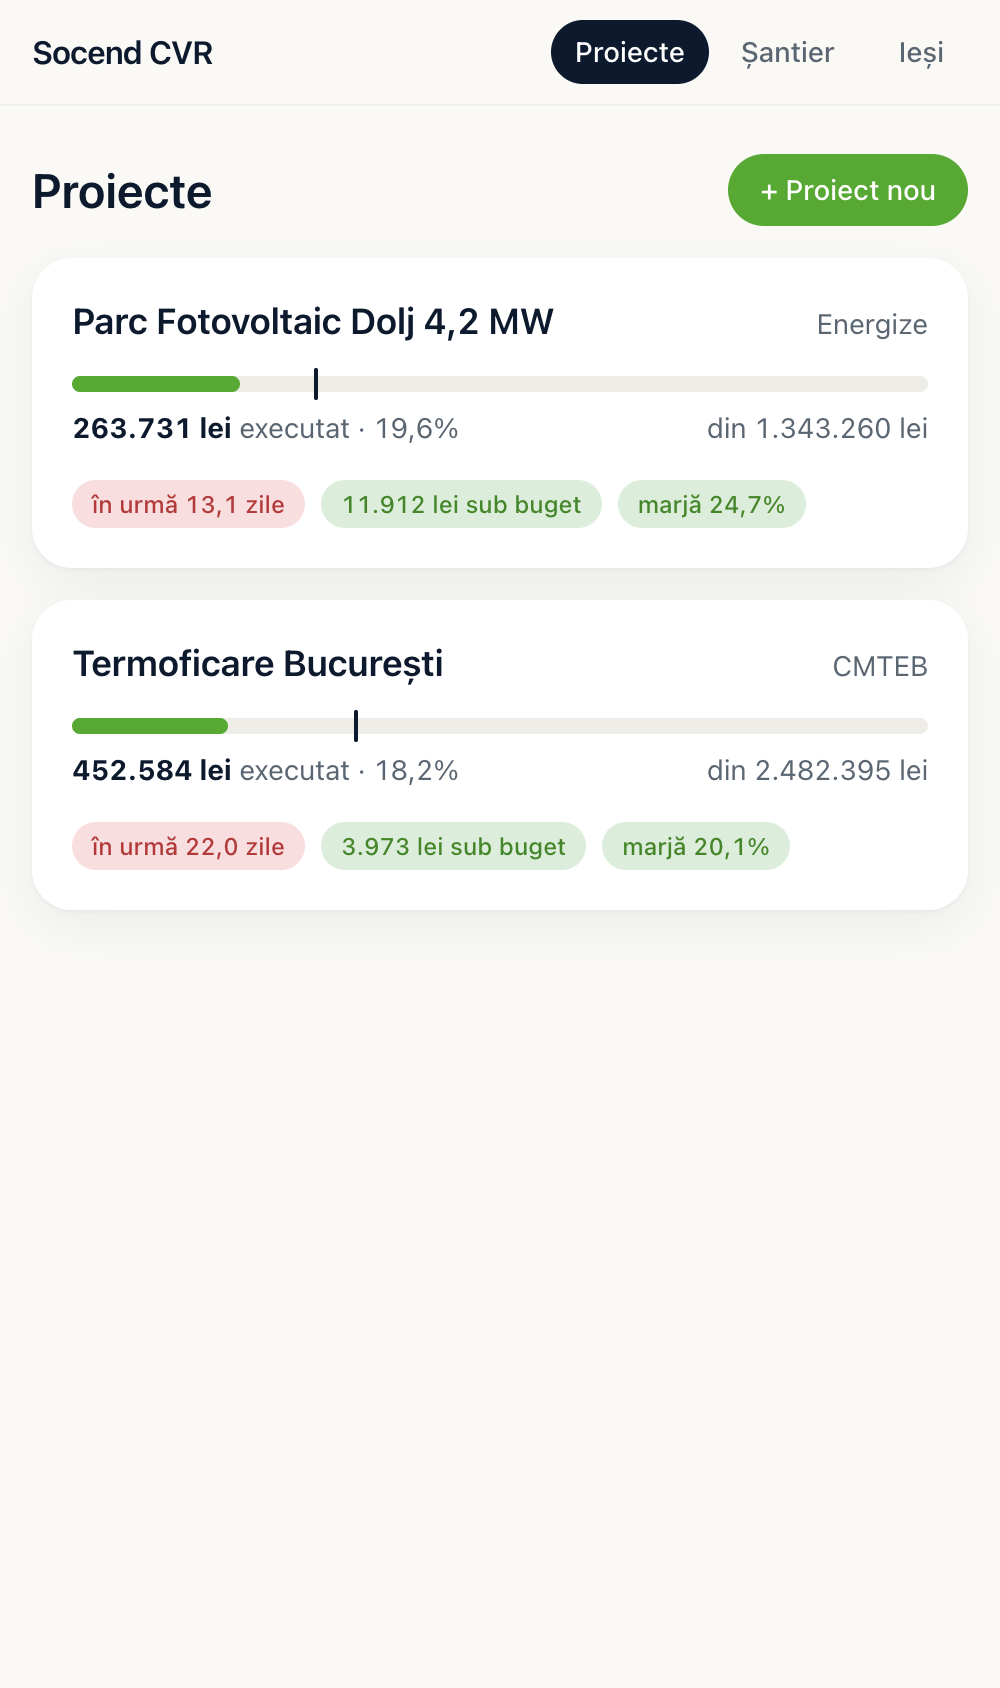 Socend CVR
Proiecte
Șantier
Ieși
Proiecte
+ Proiect nou
Parc Fotovoltaic Dolj 4,2 MW
Energize
263.731 lei executat · 19,6%
din 1.343.260 lei
în urmă 13,1 zile
11.912 lei sub buget
marjă 24,7%
Termoficare București
CMTEB
452.584 lei executat · 18,2%
din 2.482.395 lei
în urmă 22,0 zile
3.973 lei sub buget
marjă 20,1%